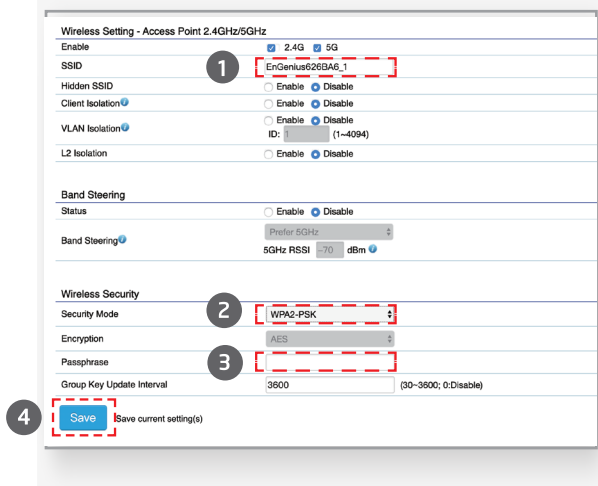 Wireless Setting - Access Point 2.4GHz/5GHz
Enable 2.4G 5G
1
SSID EnGenius626BA6_1
Hidden SSID Enable Disable
Client Isolation Enable Disable
VLAN Isolation Enable Disable
ID: 1 (1~4094)
L2 Isolation Enable Disable
Band Steering
Status Enable Disable
Band Steering Prefer 5GHz
5GHz RSSI -70 dBm
Wireless Security
2
Security Mode WPA2-PSK
Encryption AES
3
Passphrase
Group Key Update Interval 3600 (30~3600; 0:Disable)
4
Save Save current setting(s)